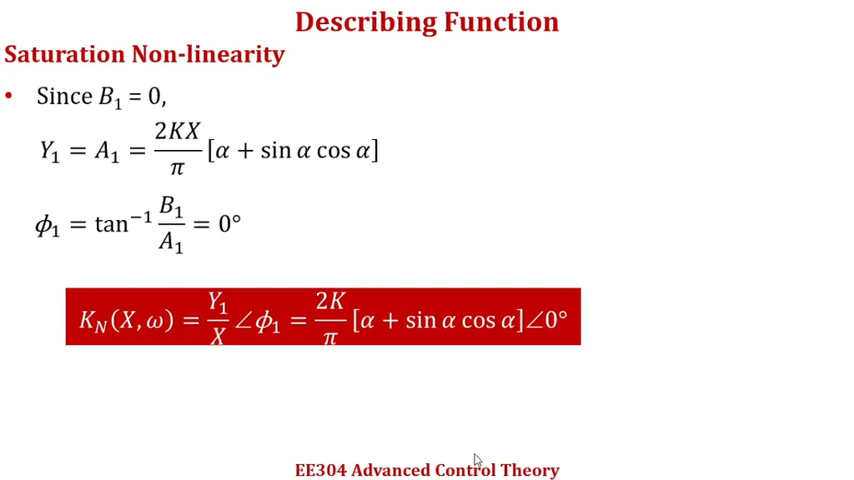 Describing Function
Saturation Non-linearity
• Since B₁ = 0,
Y₁ = A₁ = 2KX/π [α + sin α cos α]
ϕ₁ = tan⁻¹ B₁/A₁ = 0°
K_N(X, ω) = Y₁/X ∠ϕ₁ = 2K/π [α + sin α cos α]∠0°
EE304 Advanced Control Theory